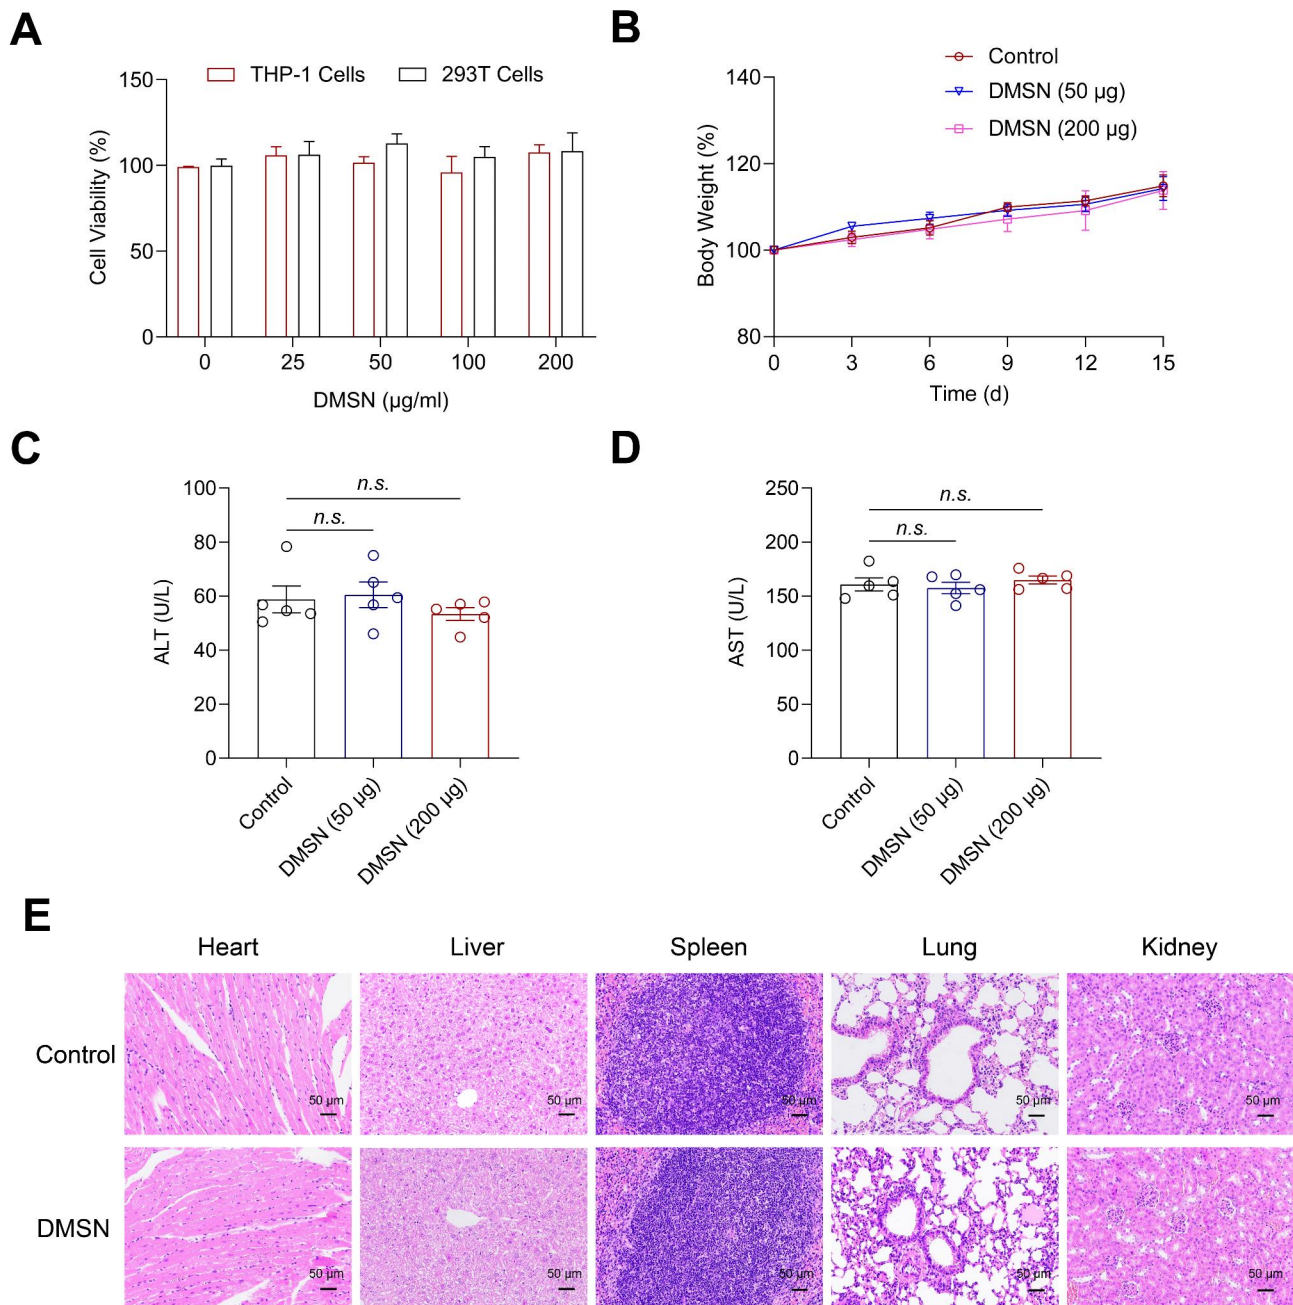 A
THP-1 Cells 293T Cells
150
100
50
0
Cell Viability (%)
0 25 50 100 200
DMSN (µg/ml)
B
Control
DMSN (50 µg)
DMSN (200 µg)
140
120
100
80
Body Weight (%)
0 3 6 9 12 15
Time (d)
C
n.s.
n.s.
100
80
60
40
20
0
ALT (U/L)
Control
DMSN (50 µg)
DMSN (200 µg)
D
n.s.
n.s.
250
200
150
100
50
0
AST (U/L)
Control
DMSN (50 µg)
DMSN (200 µg)
E
Heart Liver Spleen Lung Kidney
Control
50 µm 50 µm 50 µm 50 µm 50 µm
DMSN
50 µm 50 µm 50 µm 50 µm 50 µm